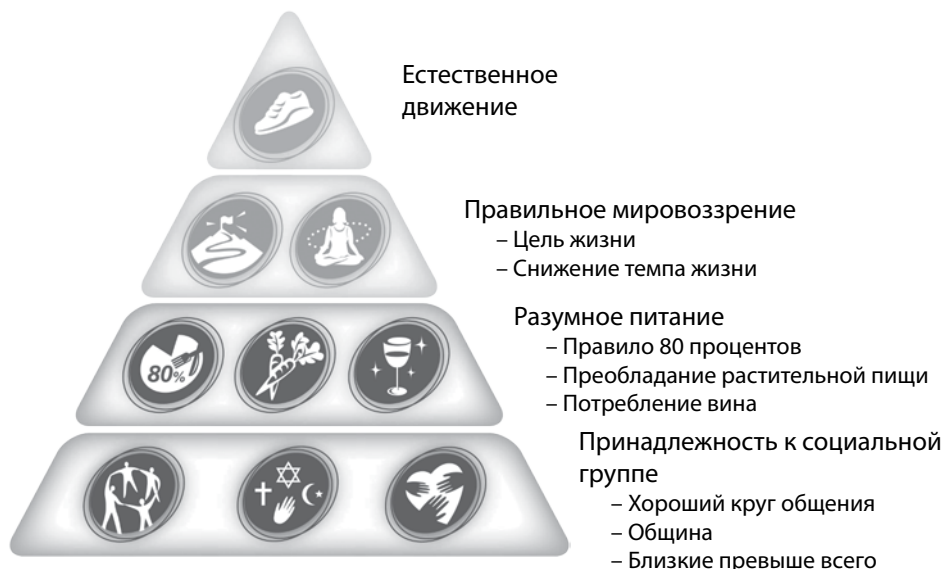 Естественное
движение
Правильное мировоззрение
– Цель жизни
– Снижение темпа жизни
Разумное питание
– Правило 80 процентов
– Преобладание растительной пищи
– Потребление вина
80%
Принадлежность к социальной
группе
– Хороший круг общения
– Община
– Близкие превыше всего